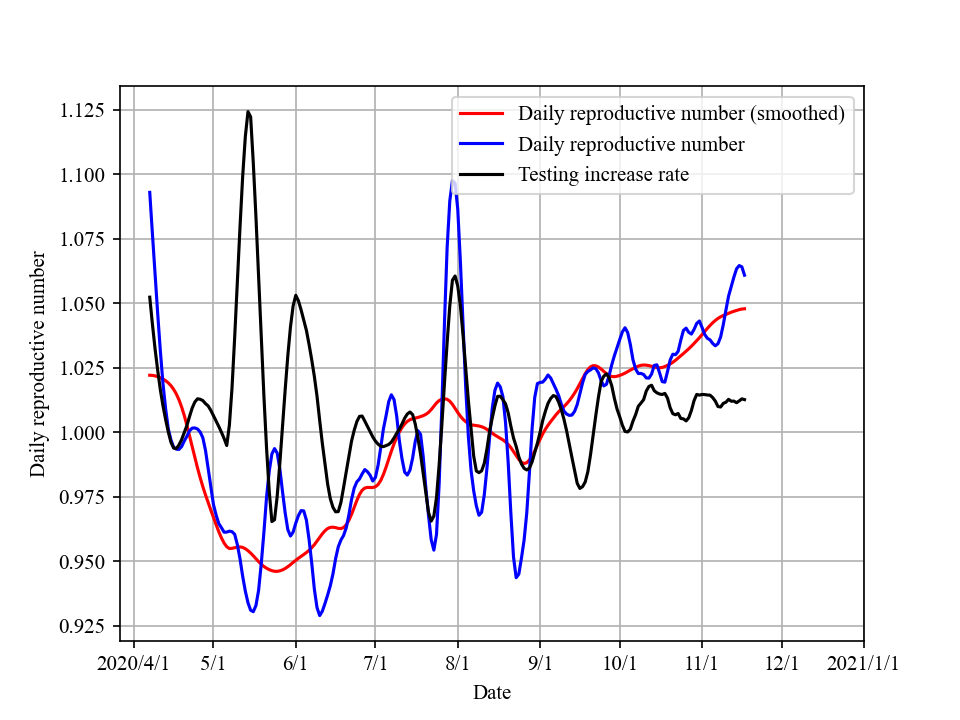 Daily reproductive number (smoothed)
Daily reproductive number
Testing increase rate
1.125
1.100
1.075
1.050
1.025
1.000
0.975
0.950
0.925
Daily reproductive number
2020/4/1 5/1 6/1 7/1 8/1 9/1 10/1 11/1 12/1 2021/1/1
Date